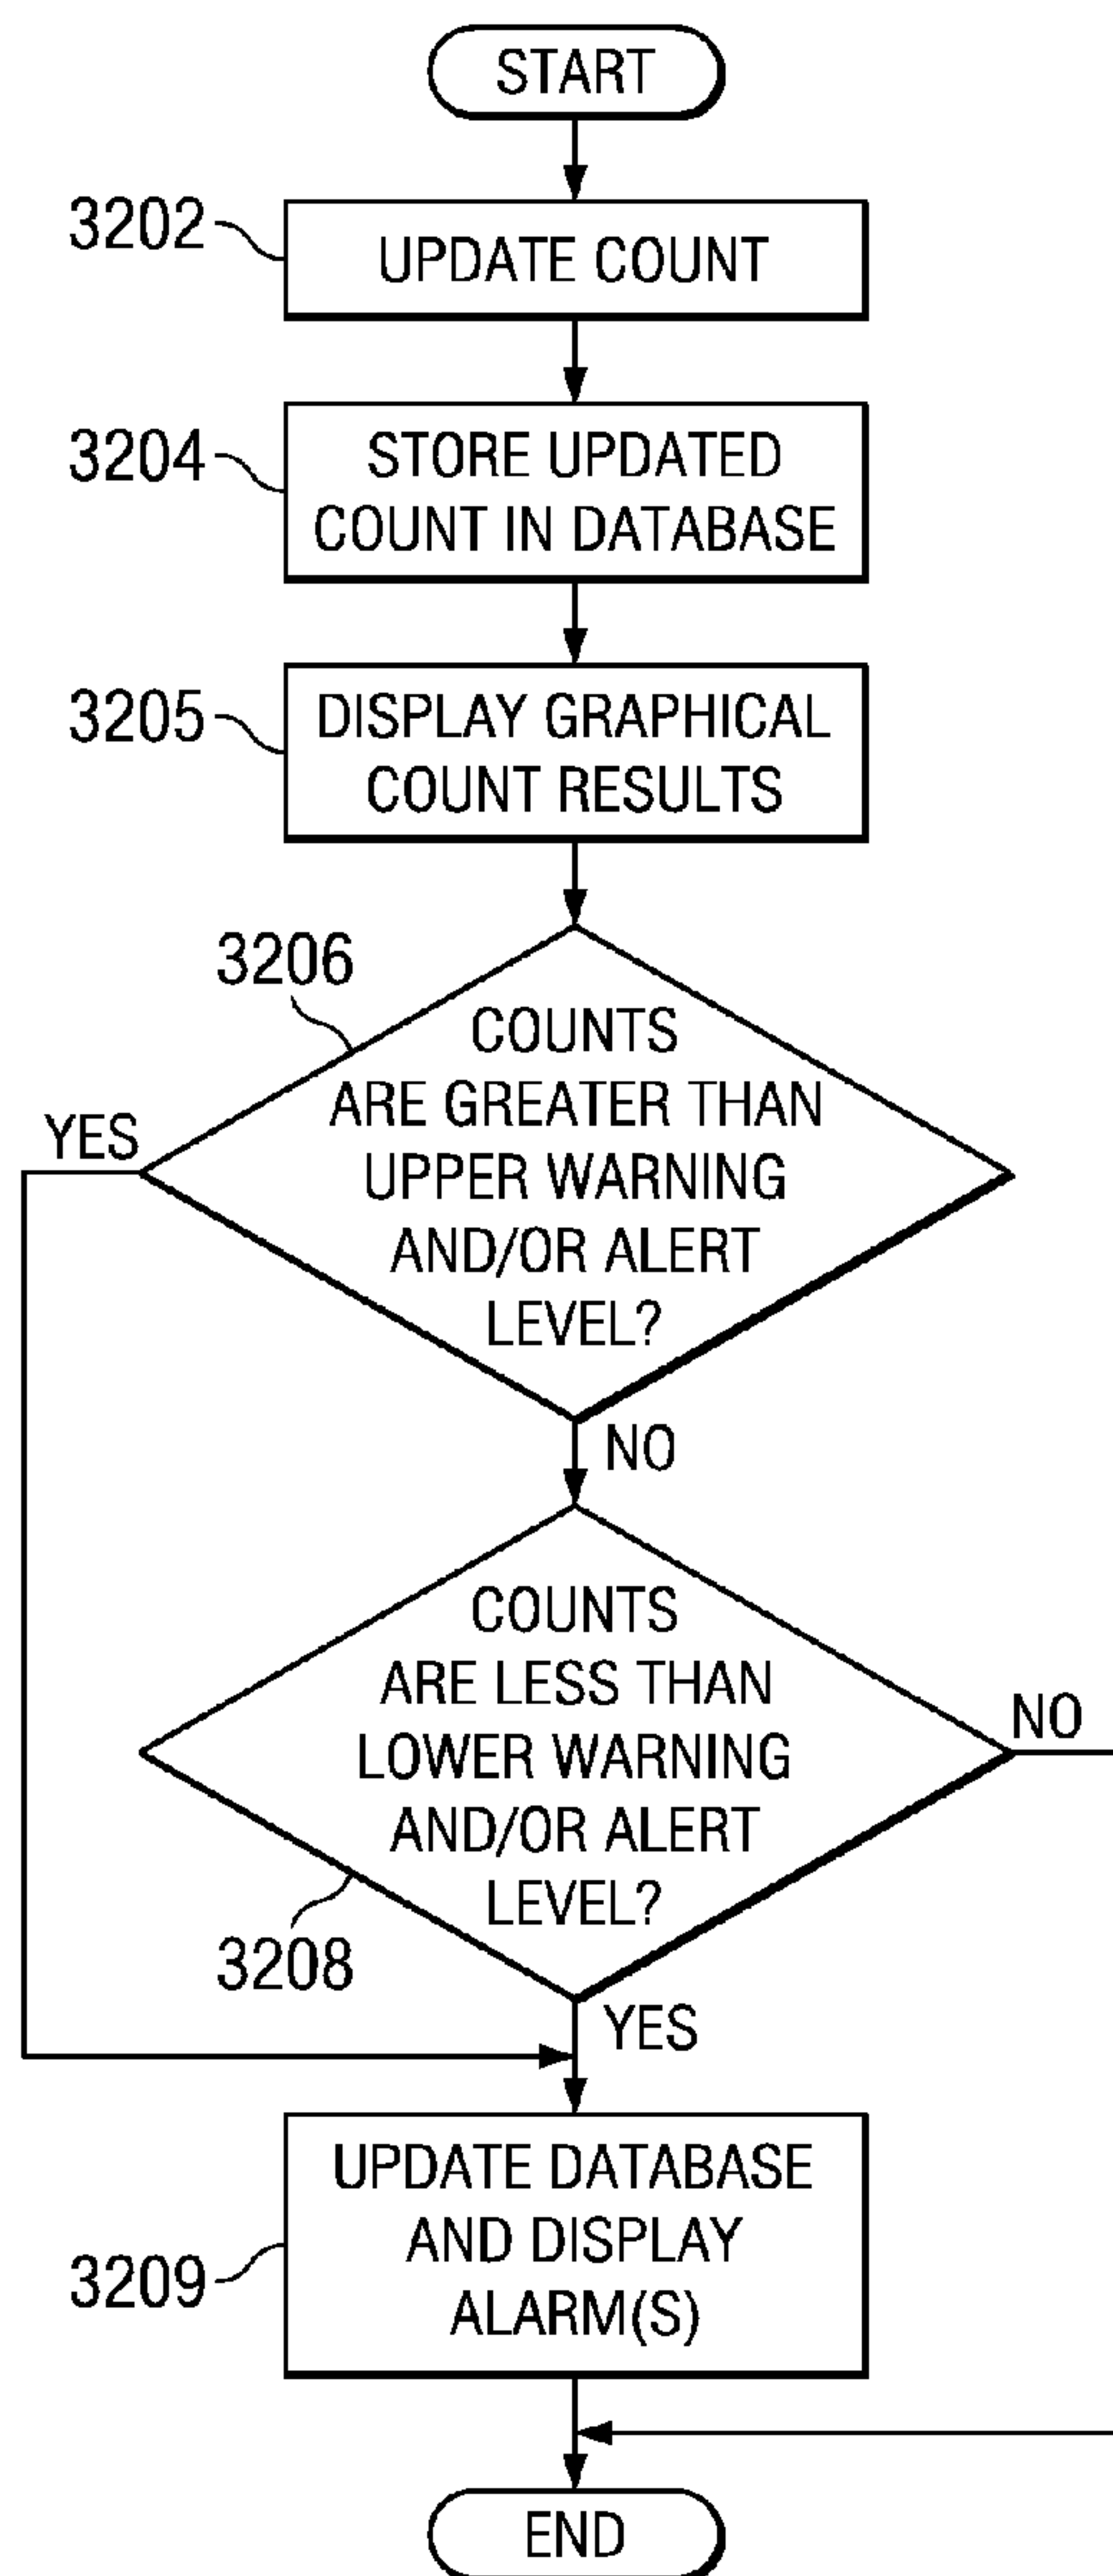 START
3202
UPDATE COUNT
3204
STORE UPDATED
COUNT IN DATABASE
3205
DISPLAY GRAPHICAL
COUNT RESULTS
3206
COUNTS
ARE GREATER THAN
UPPER WARNING
AND/OR ALERT
LEVEL?
YES
NO
COUNTS
ARE LESS THAN
LOWER WARNING
AND/OR ALERT
LEVEL?
NO
3208
YES
3209
UPDATE DATABASE
AND DISPLAY
ALARM(S)
END